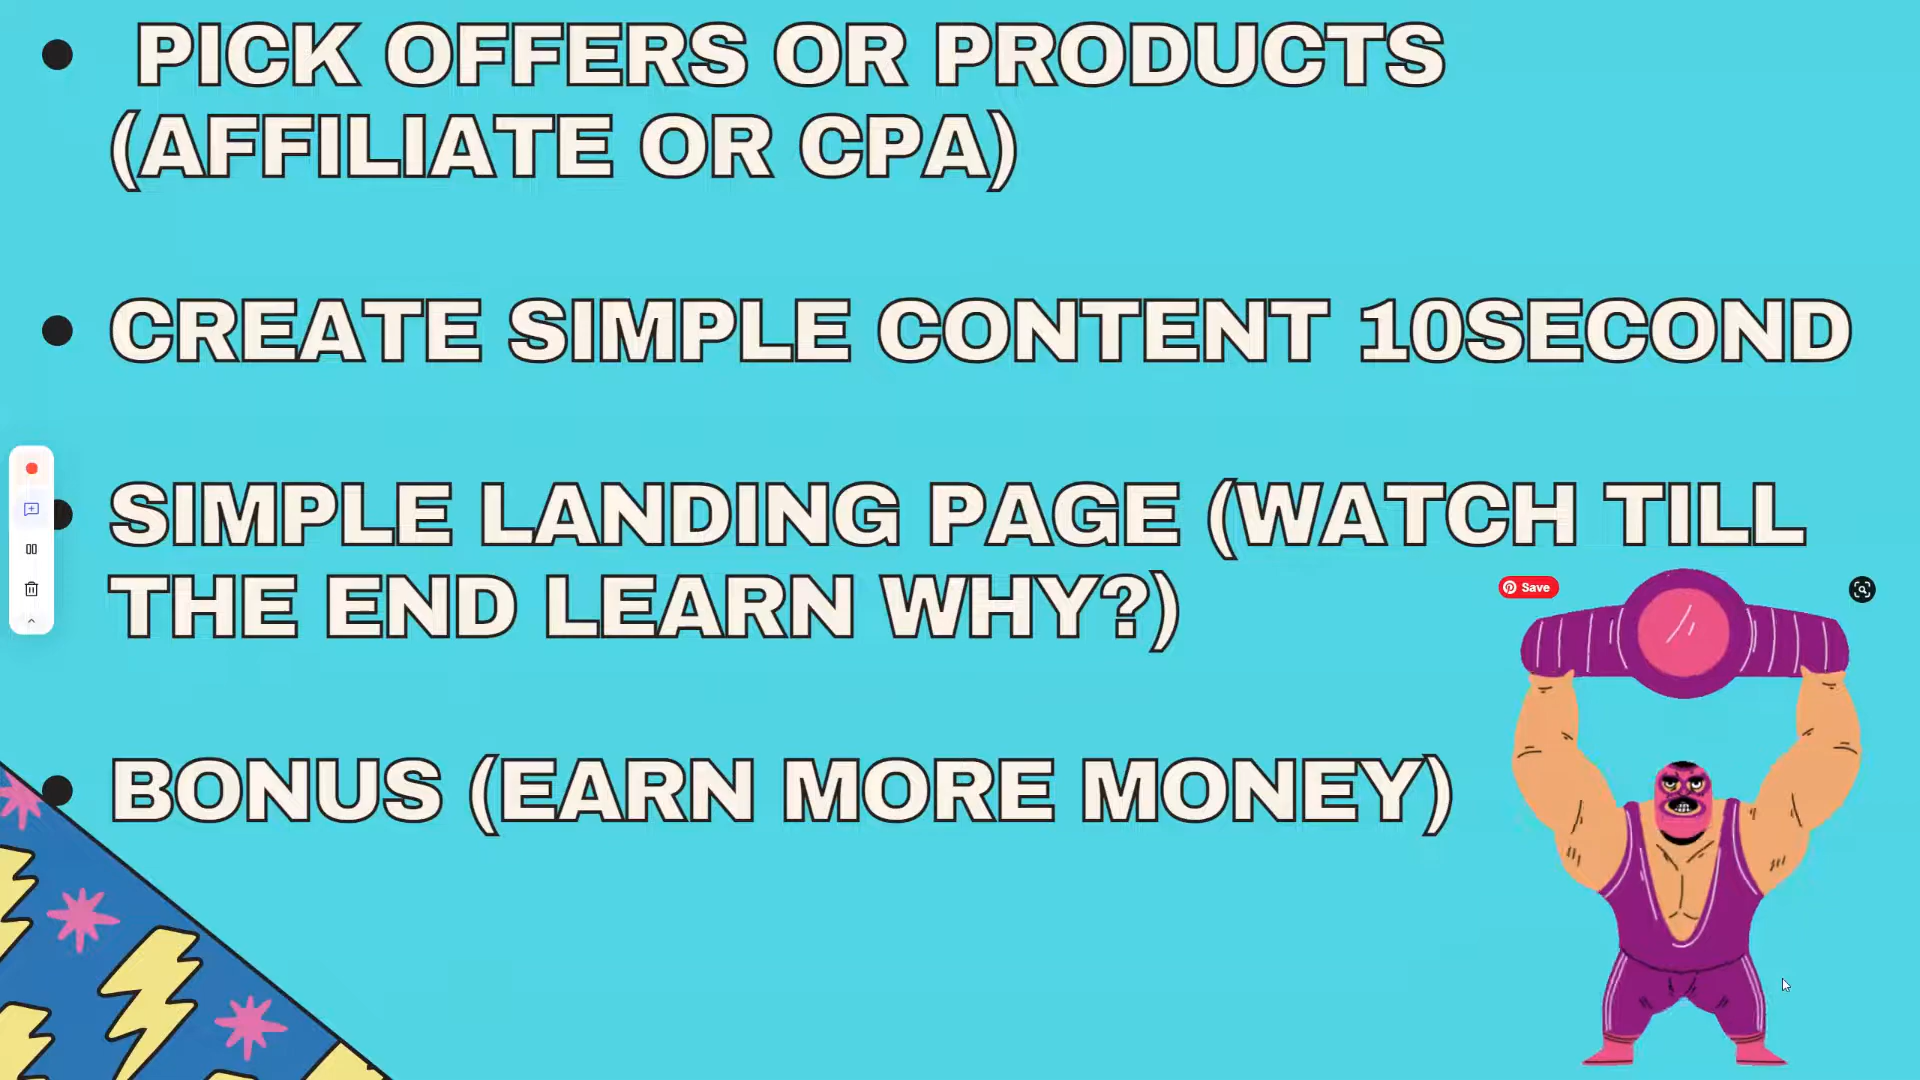 PICK OFFERS OR PRODUCTS
(AFFILIATE OR CPA)
CREATE SIMPLE CONTENT 10SECOND
SIMPLE LANDING PAGE (WATCH TILL
THE END LEARN WHY?)
Save
BONUS (EARN MORE MONEY)